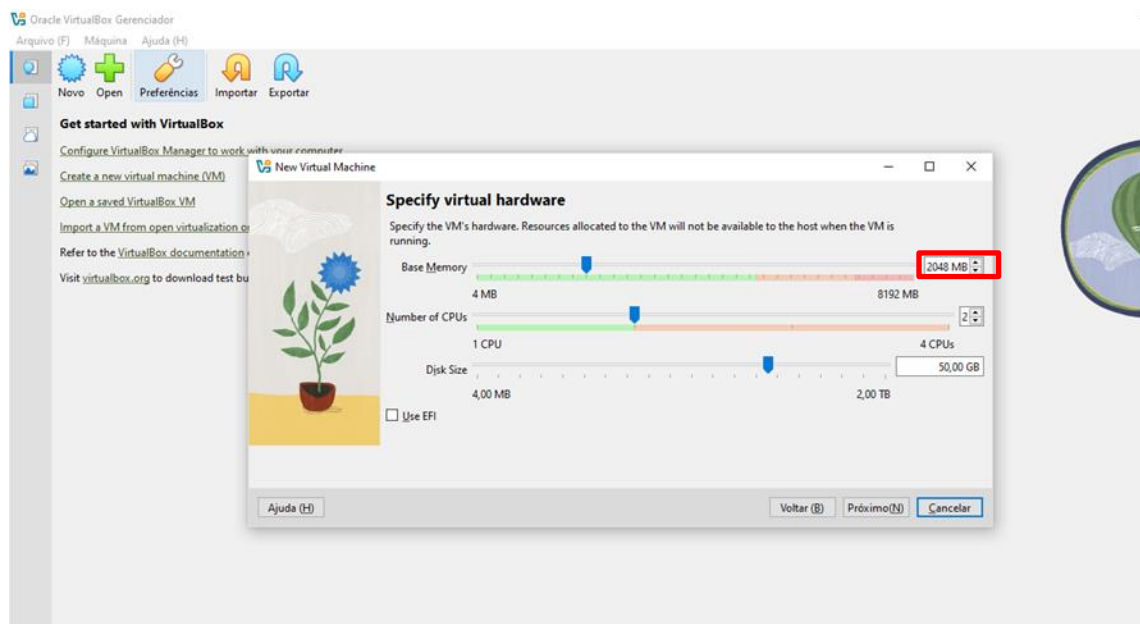 Oracle VirtualBox Gerenciador
Arquivo (F) Máquina Ajuda (H)
Novo Open Preferências Importar Exportar
Get started with VirtualBox
Configure VirtualBox Manager to work with your computer
Create a new virtual machine (VM)
Open a saved VirtualBox VM
Import a VM from open virtualization
Refer to the VirtualBox documentation
Visit virtualbox.org to download test
New Virtual Machine
Specify virtual hardware
Specify the VM's hardware. Resources allocated to the VM will not be available to the host when the VM is
running.
Base Memory 2048 MB
4 MB 8192 MB
Number of CPUs 2
1 CPU 4 CPUs
Disk Size 50,00 GB
4,00 MB 2,00 TB
Use EFI
Ajuda (H) Voltar (B) Próximo(N) Cancelar